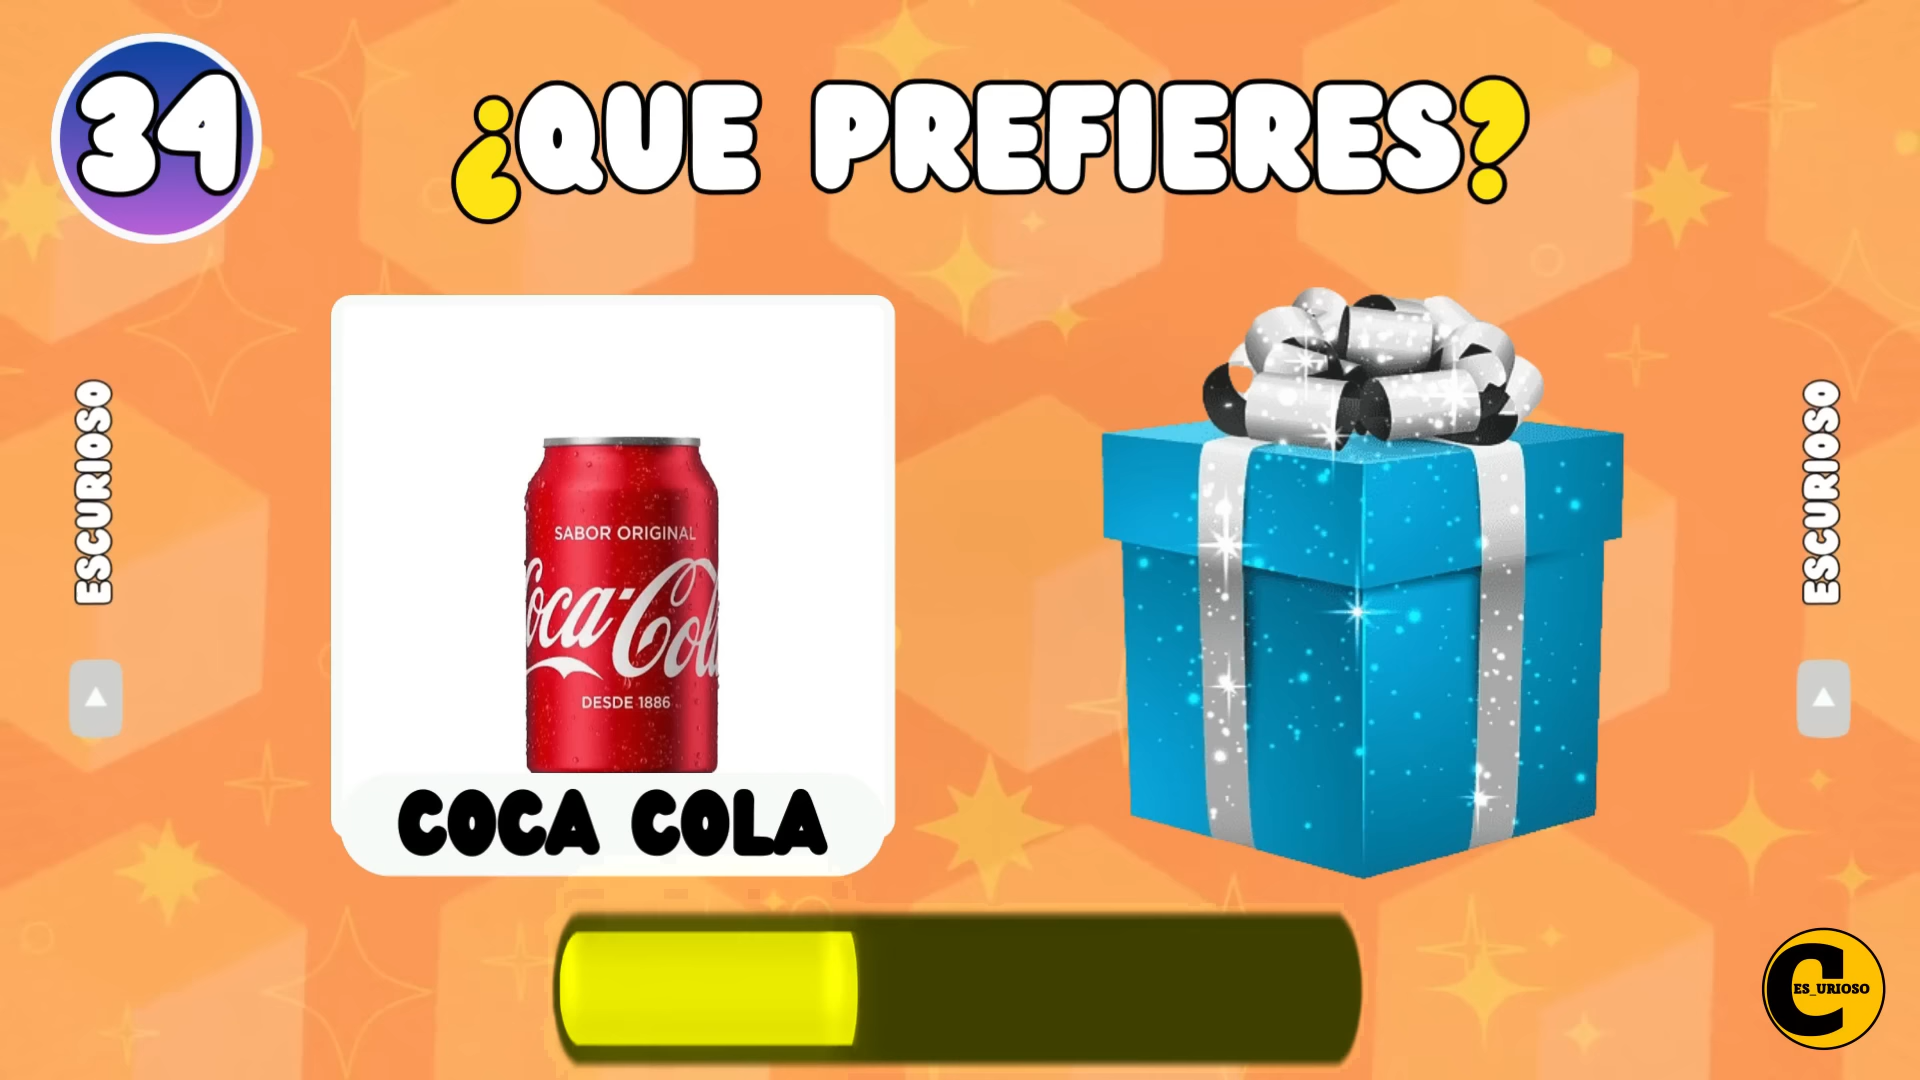 34
¿QUE PREFIERES?
ESCURIOSO
SABOR ORIGINAL
Coca-Cola
DESDE 1886
COCA COLA
ESCURIOSO
C
ES_URIOSO